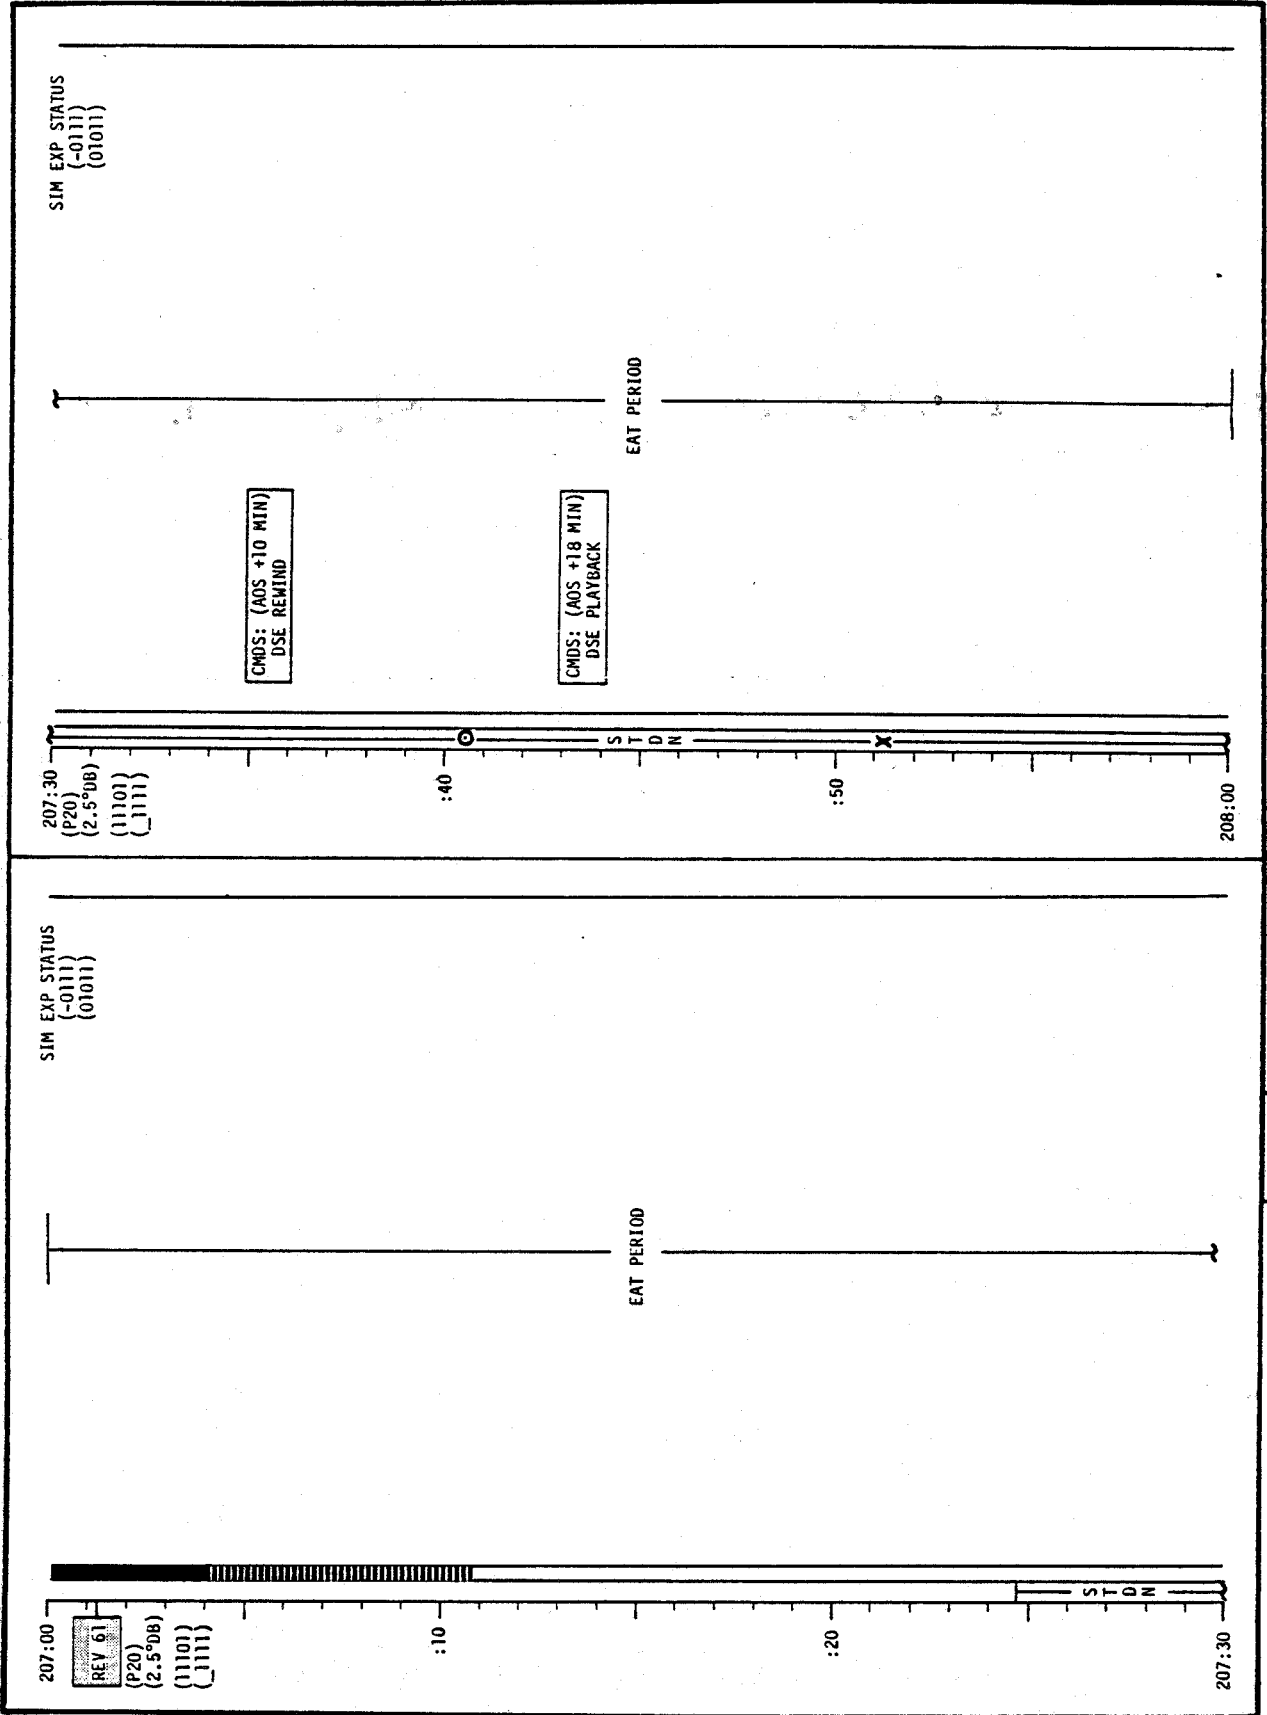 207:00
REV 61
(P20)
(2.5°DB)
(11101)
(_1111)
:10
:20
207:30
STDN
EAT PERIOD
SIM EXP STATUS
(-0111)
(01011)
207:30
(P20)
(2.5°DB)
(11101)
(_1111)
:40
:50
208:00
STDN
X
CMDS: (AOS +10 MIN)
DSE REWIND
CMDS: (AOS +18 MIN)
DSE PLAYBACK
EAT PERIOD
SIM EXP STATUS
(-0111)
(01011)